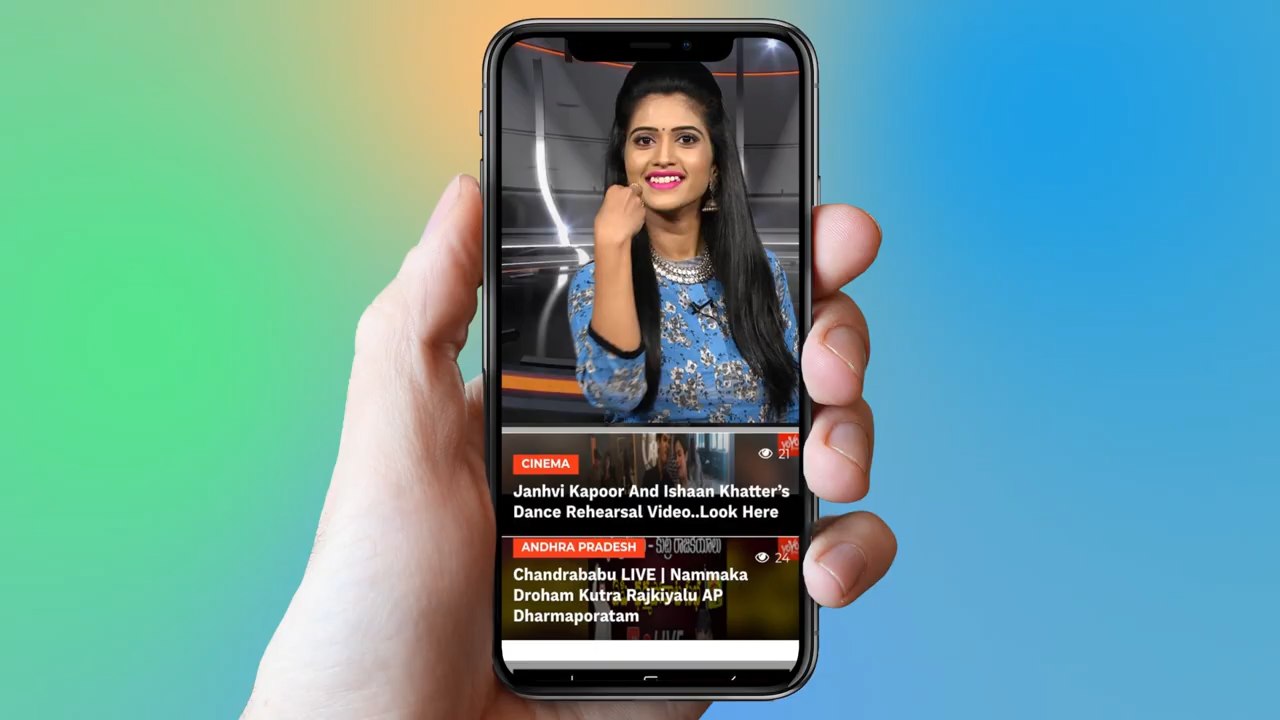 CINEMA
21
Janhvi Kapoor And Ishaan Khatter's
Dance Rehearsal Video..Look Here
ANDHRA PRADESH
24
Chandrababu LIVE | Nammaka
Droham Kutra Rajkiyalu AP
Dharmaporatam
LIVE